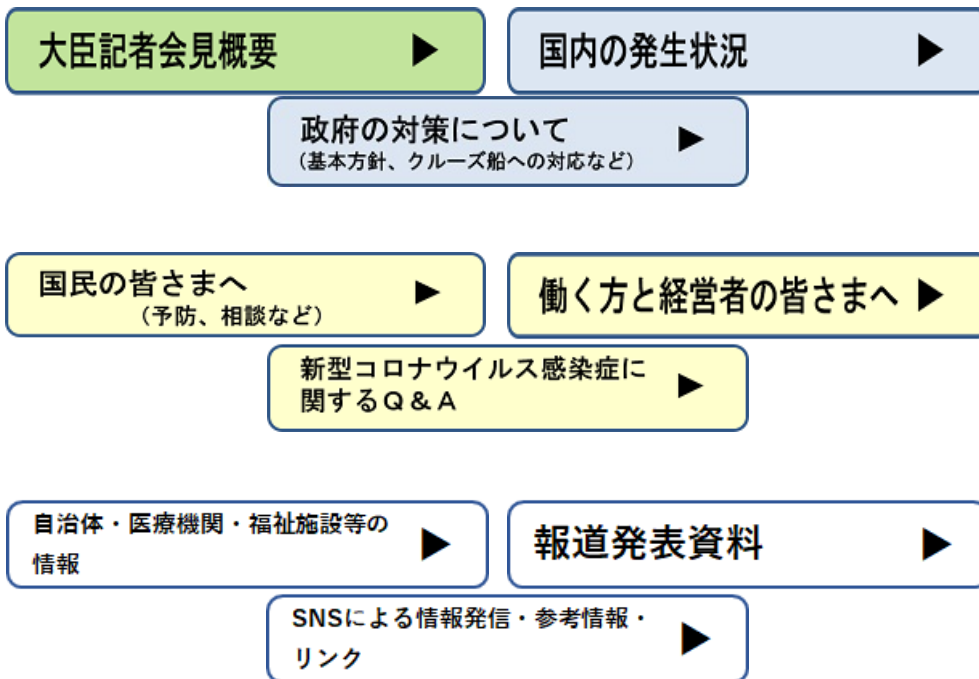 大臣記者会見概要 ▶
国内の発生状況 ▶
政府の対策について ▶
（基本方針、クルーズ船への対応など）
国民の皆さまへ ▶
（予防、相談など）
働く方と経営者の皆さまへ ▶
新型コロナウイルス感染症に ▶
関するＱ＆Ａ
自治体・医療機関・福祉施設等の ▶
情報
報道発表資料 ▶
SNSによる情報発信・参考情報・ ▶
リンク